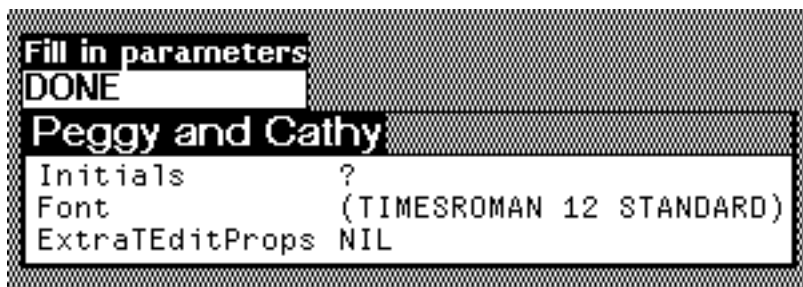 Fill in parameters
DONE
Peggy and Cathy
Initials ?
Font (TIMESROMAN 12 STANDARD)
ExtraTEditProps NIL